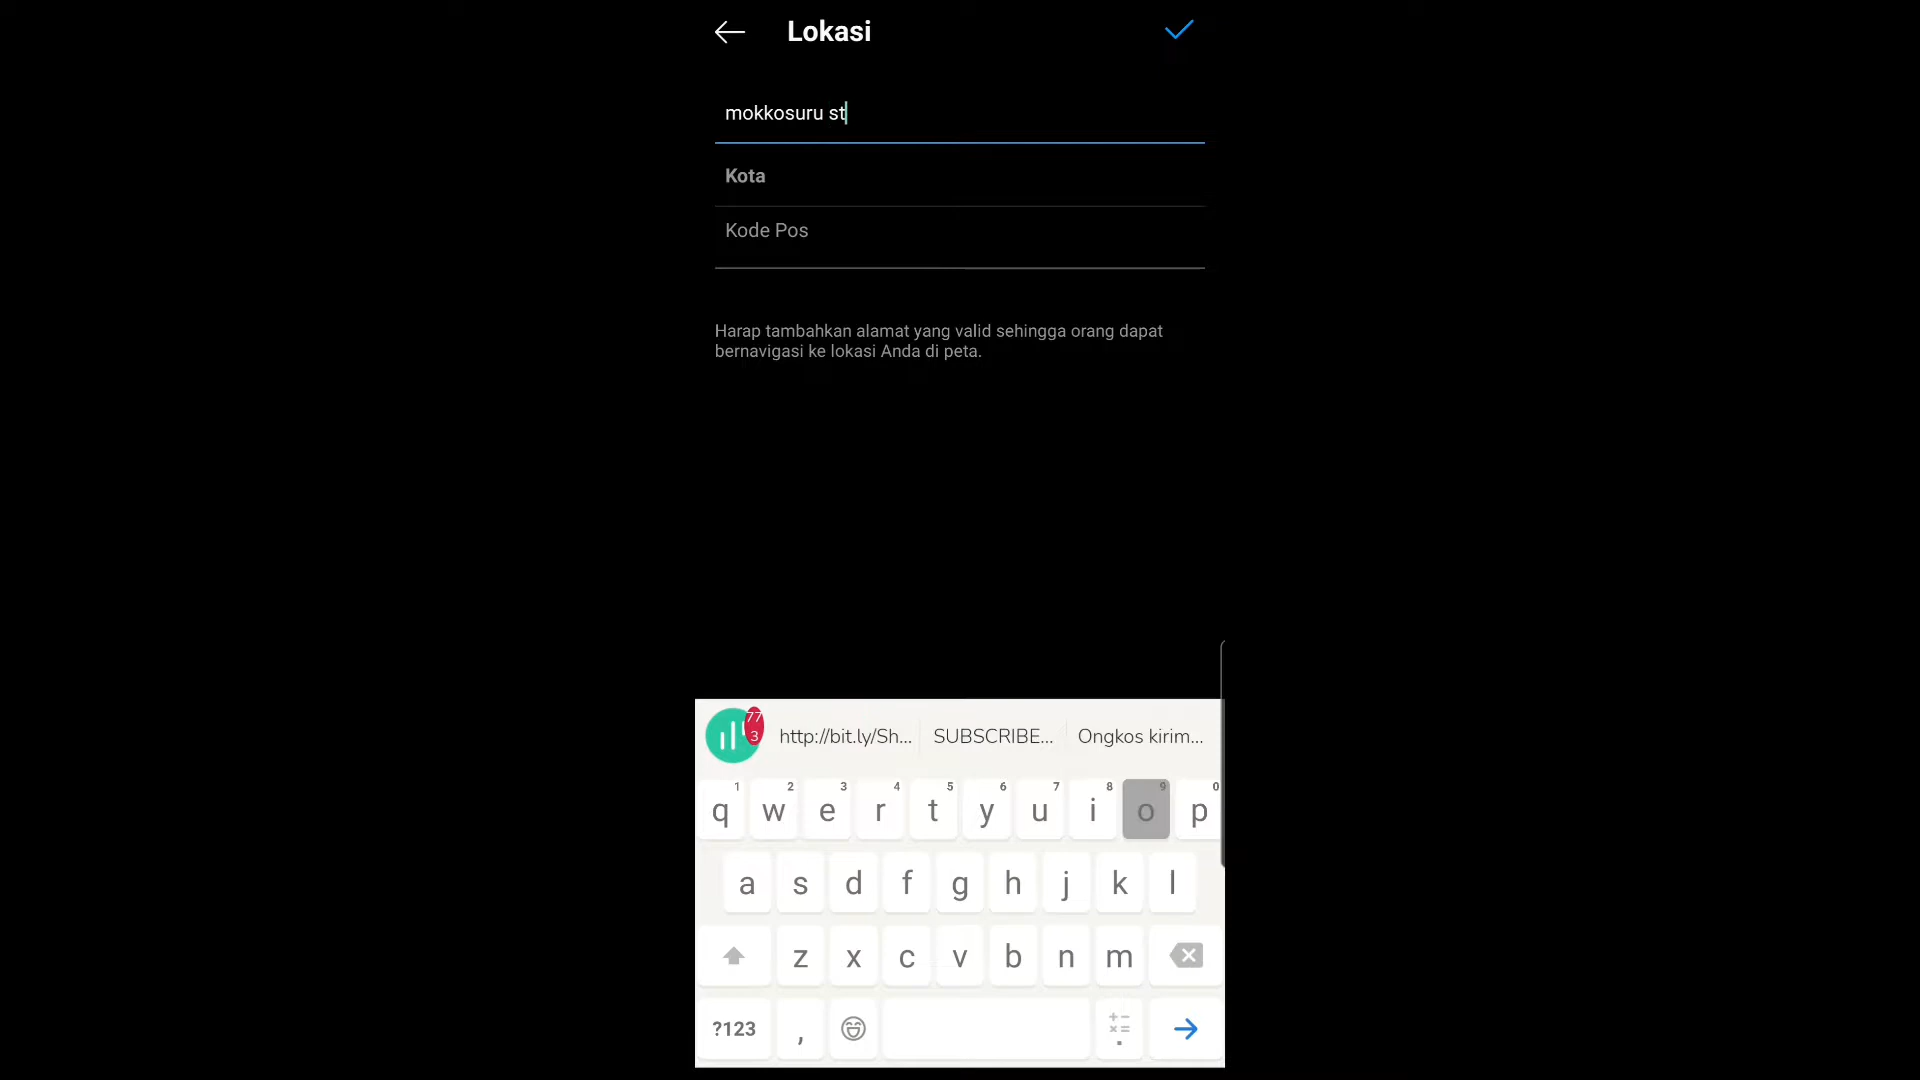 Lokasi
mokkosuru st
Kota
Kode Pos
Harap tambahkan alamat yang valid sehingga orang dapat
bernavigasi ke lokasi Anda di peta.
77
3
http://bit.ly/Sh... SUBSCRIBE... Ongkos kirim...
1 2 3 4 5 6 7 8 9 0
q w e r t y u i o p
a s d f g h j k l
z x c v b n m
?123 , + − × = .